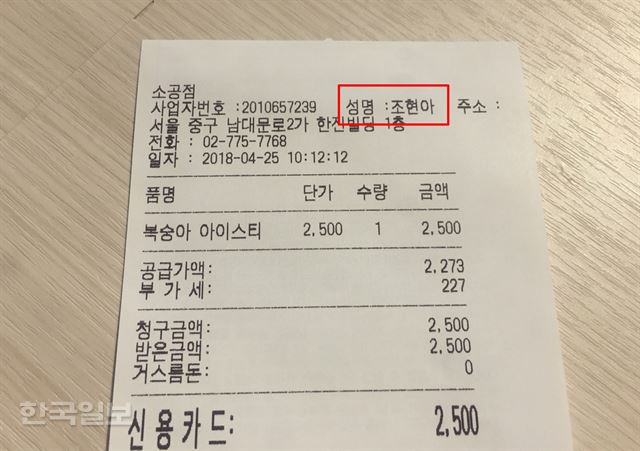 소공점
사업자번호 :2010657239 성명 :조현아 주소 :
서울 중구 남대문로2가 한진빌딩 1층
전화 : 02-775-7768
일자 : 2018-04-25 10:12:12
품명 단가 수량 금액
복숭아 아이스티 2,500 1 2,500
공급가액: 2,273
부 가 세: 227
청구금액: 2,500
받은금액: 2,500
거스름돈: 0
신용카드: 2,500
한국일보